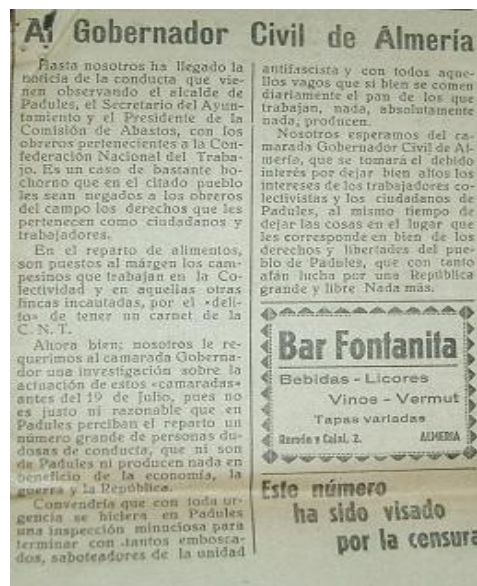 Al Gobernador Civil de Almería
Hasta nosotros ha llegado la
noticia de la conducta que vie-
nen observando el alcalde de
Padules, el Secretario del Ayun-
tamiento y el Presidente de la
Comisión de Abastos, con los
obreros pertenecientes a la Con-
federación Nacional del Traba-
jo. Es un caso de bastante bo-
chorno que en el citado pueblo
les sean negados a los obreros
del campo los derechos que les
pertenecen como ciudadanos y
trabajadores.
En el reparto de alimentos,
son puestos al márgen los cam-
pesinos que trabajan en la Co-
lectividad y en aquellas otras
fincas incautadas, por el «deli-
to» de tener un carnet de la
C. N. T.
Ahora bien; nosotros le re-
querimos al camarada Goberna-
dor una investigación sobre la
actuación de estos «camaradas»
antes del 19 de Julio, pues no
es justo ni razonable que en
Padules perciban el reparto un
número grande de personas du-
dosas de conducta, que ni son
de Padules ni producen nada en
beneficio de la economía, la
guerra y la República.
Convendría que con toda ur-
gencia se hiciera en Padules
una inspección minuciosa para
terminar con tantos embosca-
dos, saboteadores de la unidad
antifascista y con todos aque-
llos vagos que si bien se comen
diariamente el pan de los que
trabajan, nada, absolutamente
nada, producen.
Nosotros esperamos del ca-
marada Gobernador Civil de Al-
mería, que se tomará el debido
interés por dejar bien altos los
intereses de los trabajadores co-
lectivistas y los ciudadanos de
Padules, al mismo tiempo de
dejar las cosas en el lugar que
les corresponde en bien de los
derechos y libertades del pue-
blo de Padules, que con tanto
afán lucha por una República
grande y libre Nada más.
Bar Fontanita
Bebidas - Licores
Vinos - Vermut
Tapas variadas
Ramón y Cajal, 2. ALMERIA
Este número
ha sido visado
por la censura